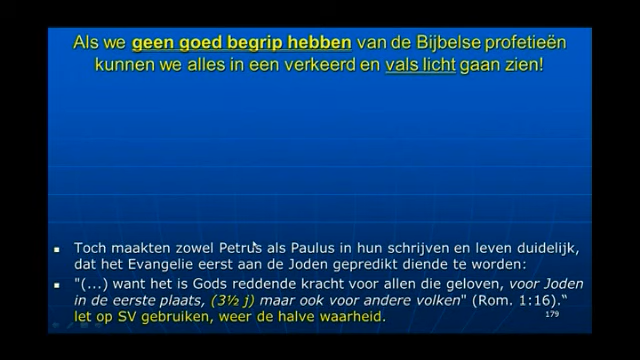 Als we geen goed begrip hebben van de Bijbelse profetieën
kunnen we alles in een verkeerd en vals licht gaan zien!
Toch maakten zowel Petrus als Paulus in hun schrijven en leven duidelijk,
dat het Evangelie eerst aan de Joden gepredikt diende te worden:
"(...) want het is Gods reddende kracht voor allen die geloven, voor Joden
in de eerste plaats, (3½ j) maar ook voor andere volken" (Rom. 1:16).“
let op SV gebruiken, weer de halve waarheid.
179